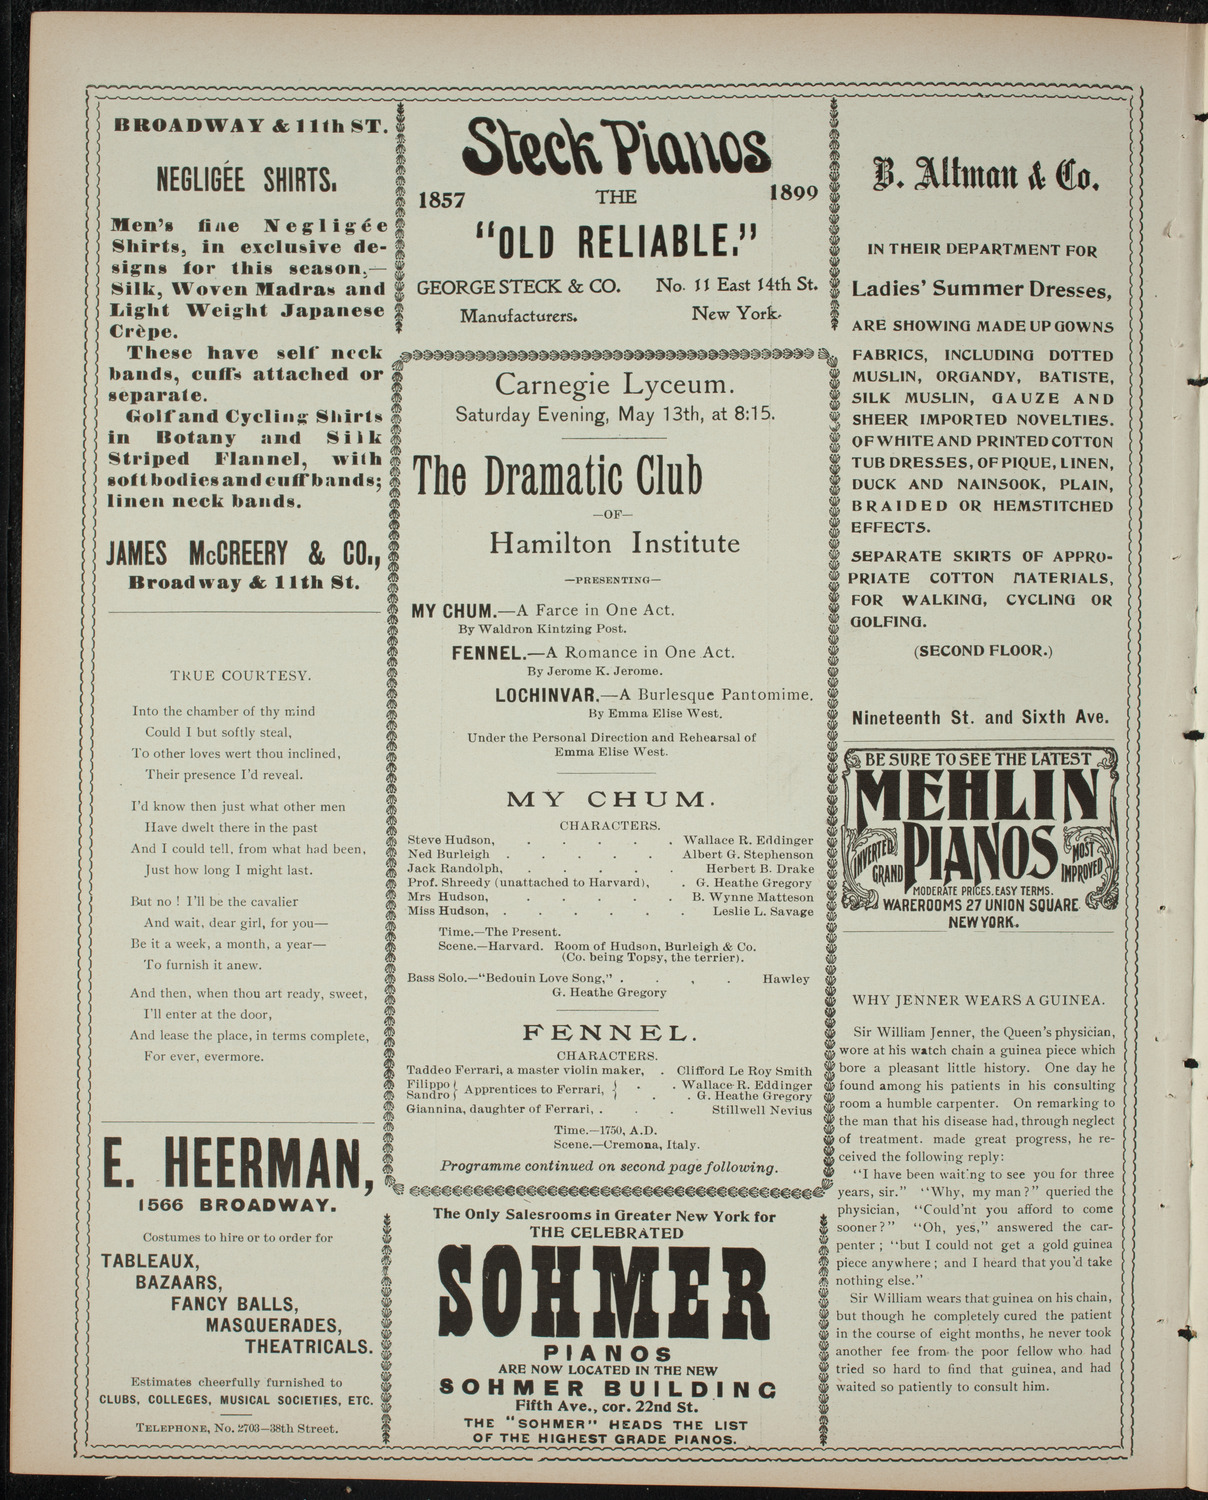 BROADWAY & 11th ST.
NEGLIGÉE SHIRTS.
Men's fine Negligée
Shirts, in exclusive de-
signs for this season,—
Silk, Woven Madras and
Light Weight Japanese
Crèpe.
These have self neck
bands, cuffs attached or
separate.
Golf and Cycling Shirts
in Botany and Silk
Striped Flannel, with
soft bodies and cuff bands;
linen neck bands.
JAMES McCREERY & CO.,
Broadway & 11th St.
TRUE COURTESY.
Into the chamber of thy mind
Could I but softly steal,
To other loves wert thou inclined,
Their presence I'd reveal.
I'd know then just what other men
Have dwelt there in the past
And I could tell, from what had been,
Just how long I might last.
But no ! I'll be the cavalier
And wait, dear girl, for you—
Be it a week, a month, a year—
To furnish it anew.
And then, when thou art ready, sweet,
I'll enter at the door,
And lease the place, in terms complete,
For ever, evermore.
E. HEERMAN,
1566 BROADWAY.
Costumes to hire or to order for
TABLEAUX,
BAZAARS,
FANCY BALLS,
MASQUERADES,
THEATRICALS.
Estimates cheerfully furnished to
CLUBS, COLLEGES, MUSICAL SOCIETIES, ETC.
TELEPHONE, No. 2703—38th Street.
Steck Pianos
1857 THE 1899
"OLD RELIABLE."
GEORGE STECK & CO. No. 11 East 14th St.
Manufacturers. New York.
Carnegie Lyceum.
Saturday Evening, May 13th, at 8:15.
The Dramatic Club
—OF—
Hamilton Institute
—PRESENTING—
MY CHUM.—A Farce in One Act.
By Waldron Kintzing Post.
FENNEL.—A Romance in One Act.
By Jerome K. Jerome.
LOCHINVAR.—A Burlesque Pantomime.
By Emma Elise West.
Under the Personal Direction and Rehearsal of
Emma Elise West.
MY CHUM.
CHARACTERS.
Steve Hudson, . . . . . Wallace R. Eddinger
Ned Burleigh . . . . . Albert G. Stephenson
Jack Randolph, . . . . Herbert B. Drake
Prof. Shreedy (unattached to Harvard), . G. Heathe Gregory
Mrs Hudson, . . . . . B. Wynne Matteson
Miss Hudson, . . . . . . Leslie L. Savage
Time.—The Present.
Scene.—Harvard. Room of Hudson, Burleigh & Co.
(Co. being Topsy, the terrier).
Bass Solo.—"Bedouin Love Song," . . , . Hawley
G. Heathe Gregory
FENNEL.
CHARACTERS.
Taddeo Ferrari, a master violin maker, . Clifford Le Roy Smith
Filippo } Apprentices to Ferrari, { . . Wallace R. Eddinger
Sandro . . G. Heathe Gregory
Giannina, daughter of Ferrari, . . . Stillwell Nevius
Time.—1750, A.D.
Scene.—Cremona, Italy.
Programme continued on second page following.
The Only Salesrooms in Greater New York for
THE CELEBRATED
SOHMER
PIANOS
ARE NOW LOCATED IN THE NEW
SOHMER BUILDING
Fifth Ave., cor. 22nd St.
THE "SOHMER" HEADS THE LIST
OF THE HIGHEST GRADE PIANOS.
B. Altman & Co.
IN THEIR DEPARTMENT FOR
Ladies' Summer Dresses,
ARE SHOWING MADE UP GOWNS
FABRICS, INCLUDING DOTTED
MUSLIN, ORGANDY, BATISTE,
SILK MUSLIN, GAUZE AND
SHEER IMPORTED NOVELTIES.
OF WHITE AND PRINTED COTTON
TUB DRESSES, OF PIQUE, LINEN,
DUCK AND NAINSOOK, PLAIN,
BRAIDED OR HEMSTITCHED
EFFECTS.
SEPARATE SKIRTS OF APPRO-
PRIATE COTTON MATERIALS,
FOR WALKING, CYCLING OR
GOLFING.
(SECOND FLOOR.)
Nineteenth St. and Sixth Ave.
BE SURE TO SEE THE LATEST
MEHLIN
PIANOS
INVERTED GRAND
MOST IMPROVED
MODERATE PRICES. EASY TERMS.
WAREROOMS 27 UNION SQUARE
NEW YORK.
WHY JENNER WEARS A GUINEA.
Sir William Jenner, the Queen's physician,
wore at his watch chain a guinea piece which
bore a pleasant little history. One day he
found among his patients in his consulting
room a humble carpenter. On remarking to
the man that his disease had, through neglect
of treatment. made great progress, he re-
ceived the following reply:
"I have been waiting to see you for three
years, sir." "Why, my man?" queried the
physician, "Could'nt you afford to come
sooner?" "Oh, yes," answered the car-
penter ; "but I could not get a gold guinea
piece anywhere ; and I heard that you'd take
nothing else."
Sir William wears that guinea on his chain,
but though he completely cured the patient
in the course of eight months, he never took
another fee from the poor fellow who had
tried so hard to find that guinea, and had
waited so patiently to consult him.